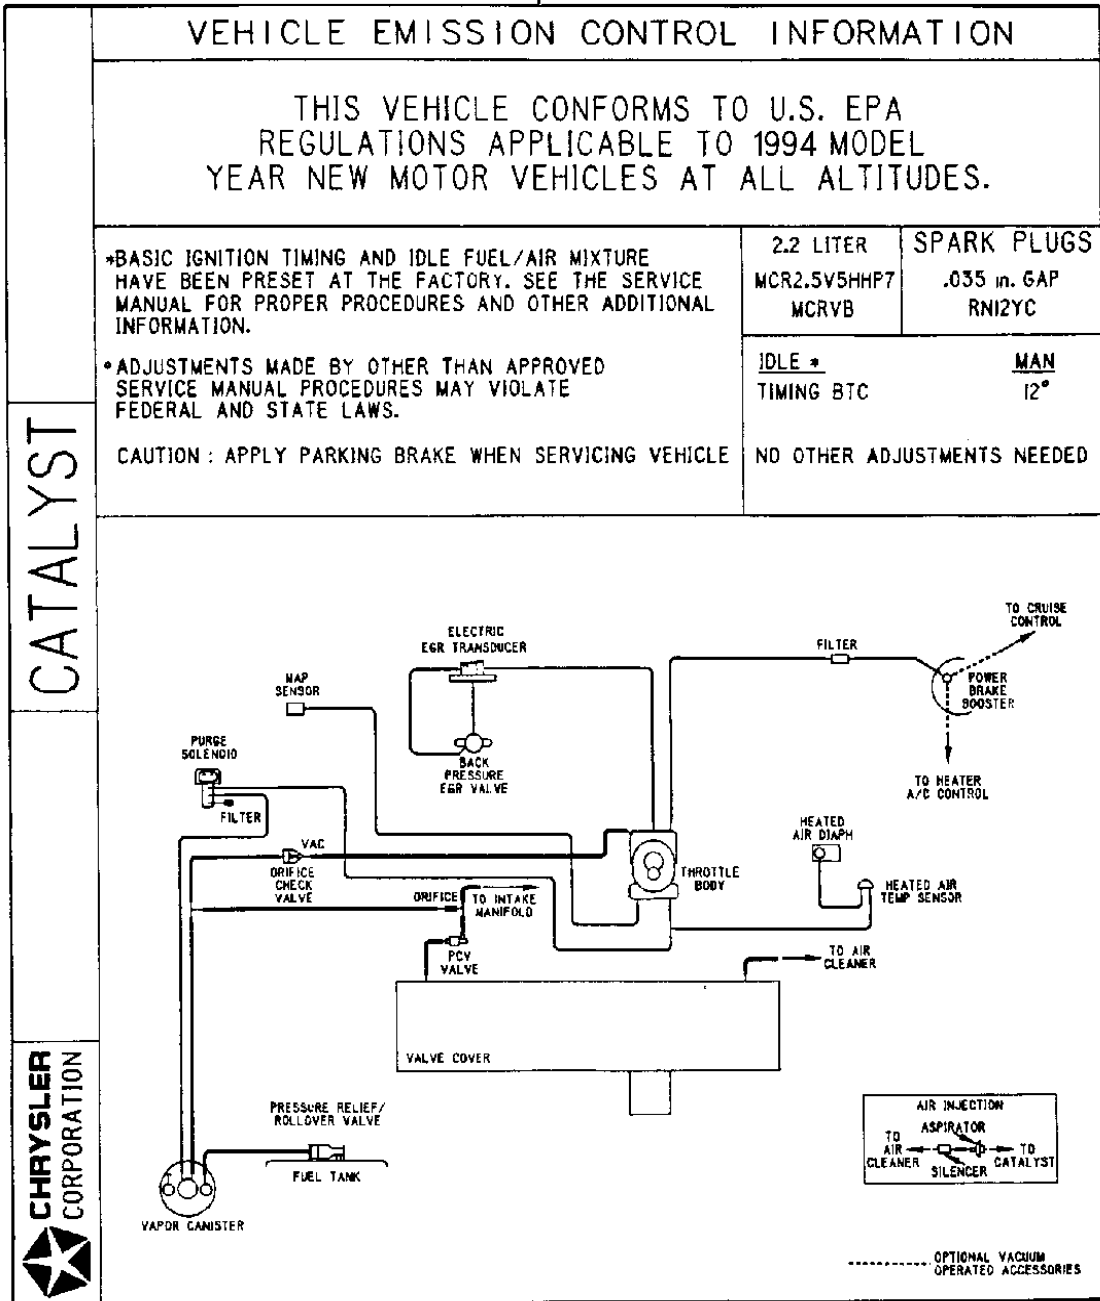 VEHICLE EMISSION CONTROL INFORMATION
THIS VEHICLE CONFORMS TO U.S. EPA
REGULATIONS APPLICABLE TO 1994 MODEL
YEAR NEW MOTOR VEHICLES AT ALL ALTITUDES.
*BASIC IGNITION TIMING AND IDLE FUEL/AIR MIXTURE
HAVE BEEN PRESET AT THE FACTORY. SEE THE SERVICE
MANUAL FOR PROPER PROCEDURES AND OTHER ADDITIONAL
INFORMATION.
•ADJUSTMENTS MADE BY OTHER THAN APPROVED
SERVICE MANUAL PROCEDURES MAY VIOLATE
FEDERAL AND STATE LAWS.
CAUTION : APPLY PARKING BRAKE WHEN SERVICING VEHICLE
2.2 LITER
MCR2.5V5HHP7
MCRVB
SPARK PLUGS
.035 in. GAP
RN12YC
IDLE * MAN
TIMING BTC 12°
NO OTHER ADJUSTMENTS NEEDED
CATALYST
CHRYSLER
CORPORATION
TO CRUISE
CONTROL
ELECTRIC
EGR TRANSDUCER
FILTER
MAP
SENSOR
POWER
BRAKE
BOOSTER
PURGE
SOLENOID
BACK
PRESSURE
EGR VALVE
TO HEATER
A/C CONTROL
FILTER
HEATED
AIR DIAPH
VAC
ORIFICE
CHECK
VALVE
THROTTLE
BODY
HEATED AIR
TEMP SENSOR
ORIFICE
TO INTAKE
MANIFOLD
PCV
VALVE
TO AIR
CLEANER
VALVE COVER
PRESSURE RELIEF/
ROLLOVER VALVE
FUEL TANK
VAPOR CANISTER
AIR INJECTION
ASPIRATOR
TO
AIR
CLEANER
SILENCER
TO
CATALYST
OPTIONAL VACUUM
OPERATED ACCESSORIES